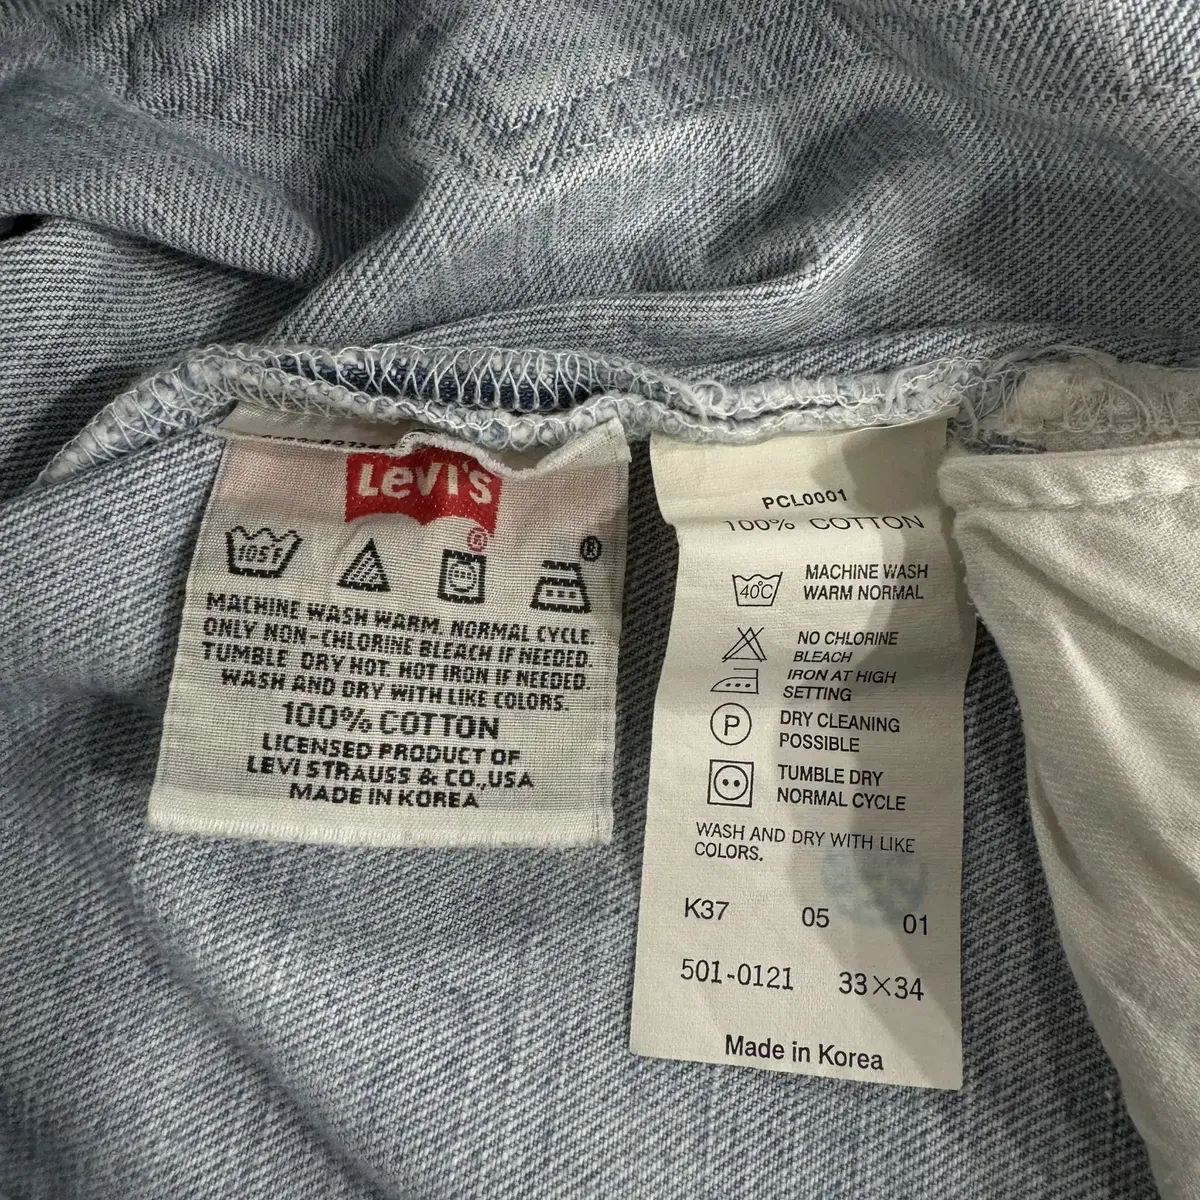 Levi's
®
®
105°F
MACHINE WASH WARM. NORMAL CYCLE.
ONLY NON-CHLORINE BLEACH IF NEEDED.
TUMBLE DRY HOT. HOT IRON IF NEEDED.
WASH AND DRY WITH LIKE COLORS.
100% COTTON
LICENSED PRODUCT OF
LEVI STRAUSS & CO.,USA
MADE IN KOREA
PCL0001
100% COTTON
40°C
MACHINE WASH
WARM NORMAL
NO CHLORINE
BLEACH
IRON AT HIGH
SETTING
P
DRY CLEANING
POSSIBLE
TUMBLE DRY
NORMAL CYCLE
WASH AND DRY WITH LIKE
COLORS.
K37 05 01
501-0121 33×34
Made in Korea